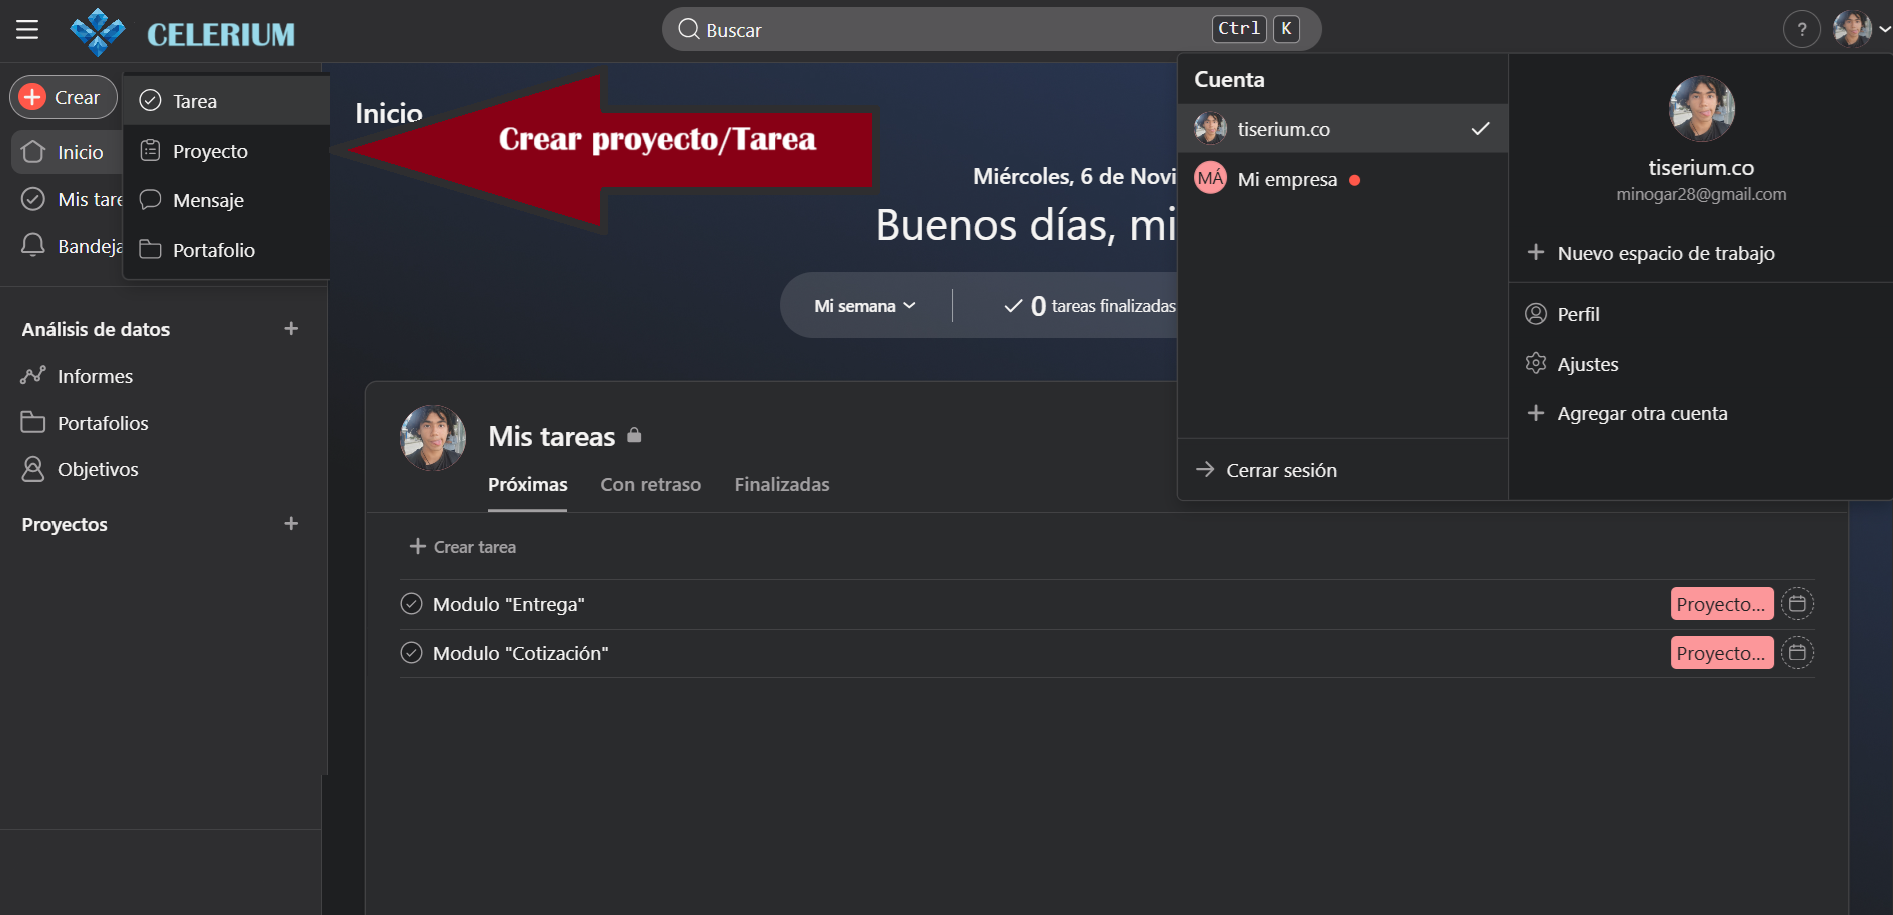 CELERIUM
Buscar
Ctrl K
?
Crear
Inicio
Mis tare
Bandeja
Tarea
Proyecto
Mensaje
Portafolio
Análisis de datos +
Informes
Portafolios
Objetivos
Proyectos +
Inicio
Crear proyecto/Tarea
Miércoles, 6 de Novi
Buenos días, mi
Mi semana
0 tareas finalizadas
Mis tareas
Próximas Con retraso Finalizadas
+ Crear tarea
Modulo "Entrega" Proyecto...
Modulo "Cotización" Proyecto...
Cuenta
tiserium.co
MÁ Mi empresa
Cerrar sesión
tiserium.co
minogar28@gmail.com
+ Nuevo espacio de trabajo
Perfil
Ajustes
+ Agregar otra cuenta